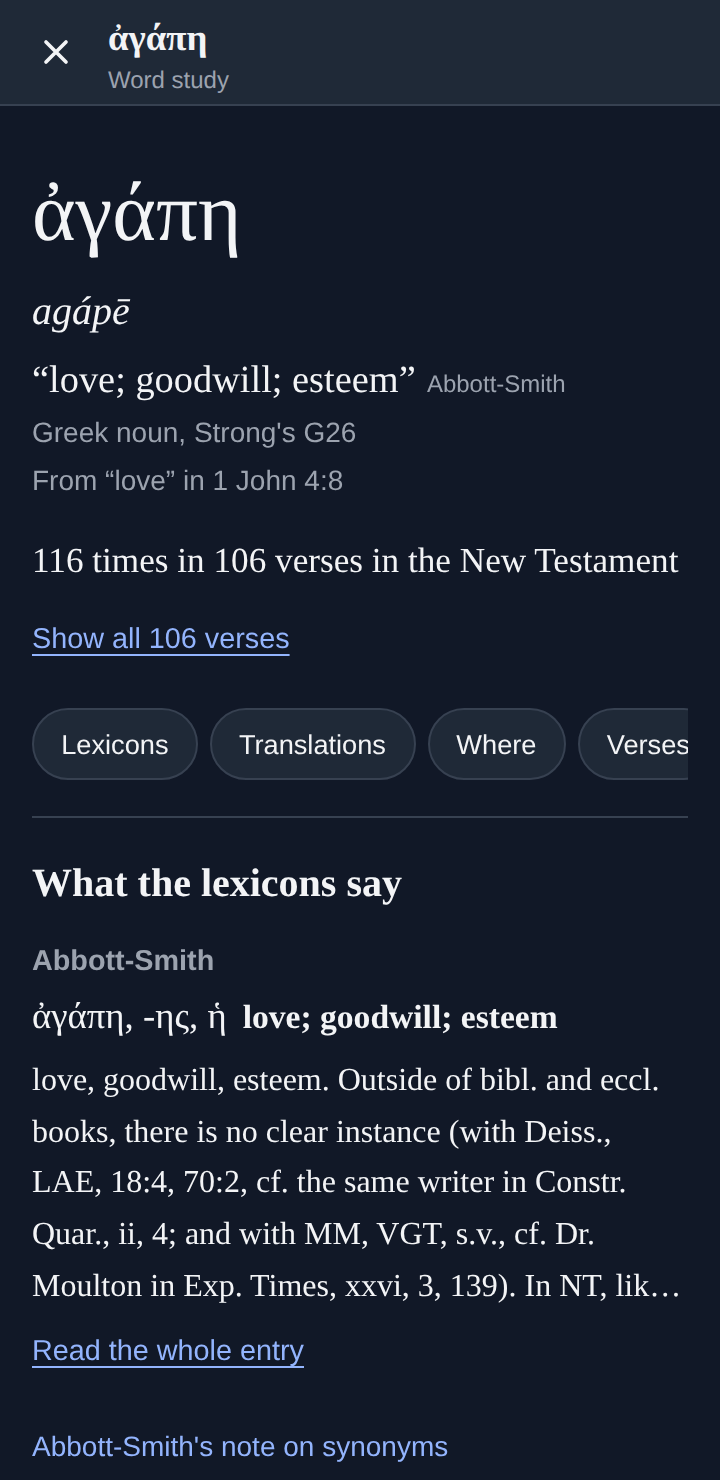 ἀγάπη
Word study
ἀγάπη
agápē
“love; goodwill; esteem” Abbott-Smith
Greek noun, Strong's G26
From “love” in 1 John 4:8
116 times in 106 verses in the New Testament
Show all 106 verses
Lexicons Translations Where Verses
What the lexicons say
Abbott-Smith
ἀγάπη, -ης, ἡ love; goodwill; esteem
love, goodwill, esteem. Outside of bibl. and eccl.
books, there is no clear instance (with Deiss.,
LAE, 18:4, 70:2, cf. the same writer in Constr.
Quar., ii, 4; and with MM, VGT, s.v., cf. Dr.
Moulton in Exp. Times, xxvi, 3, 139). In NT, lik…
Read the whole entry
Abbott-Smith's note on synonyms